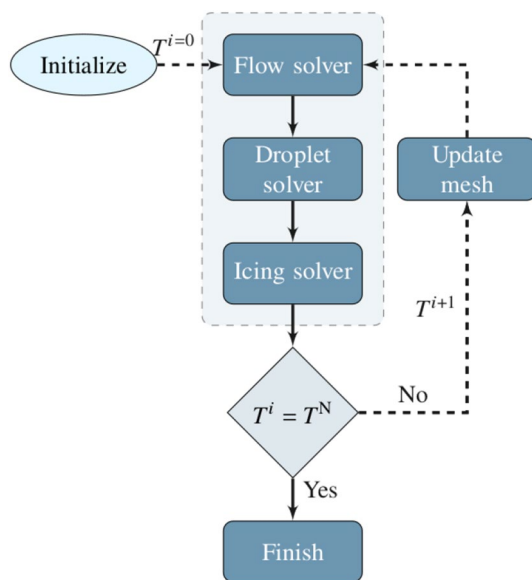 Initialize
T^{i=0}
Flow solver
Droplet
solver
Update
mesh
Icing solver
T^{i+1}
T^i = T^N
No
Yes
Finish